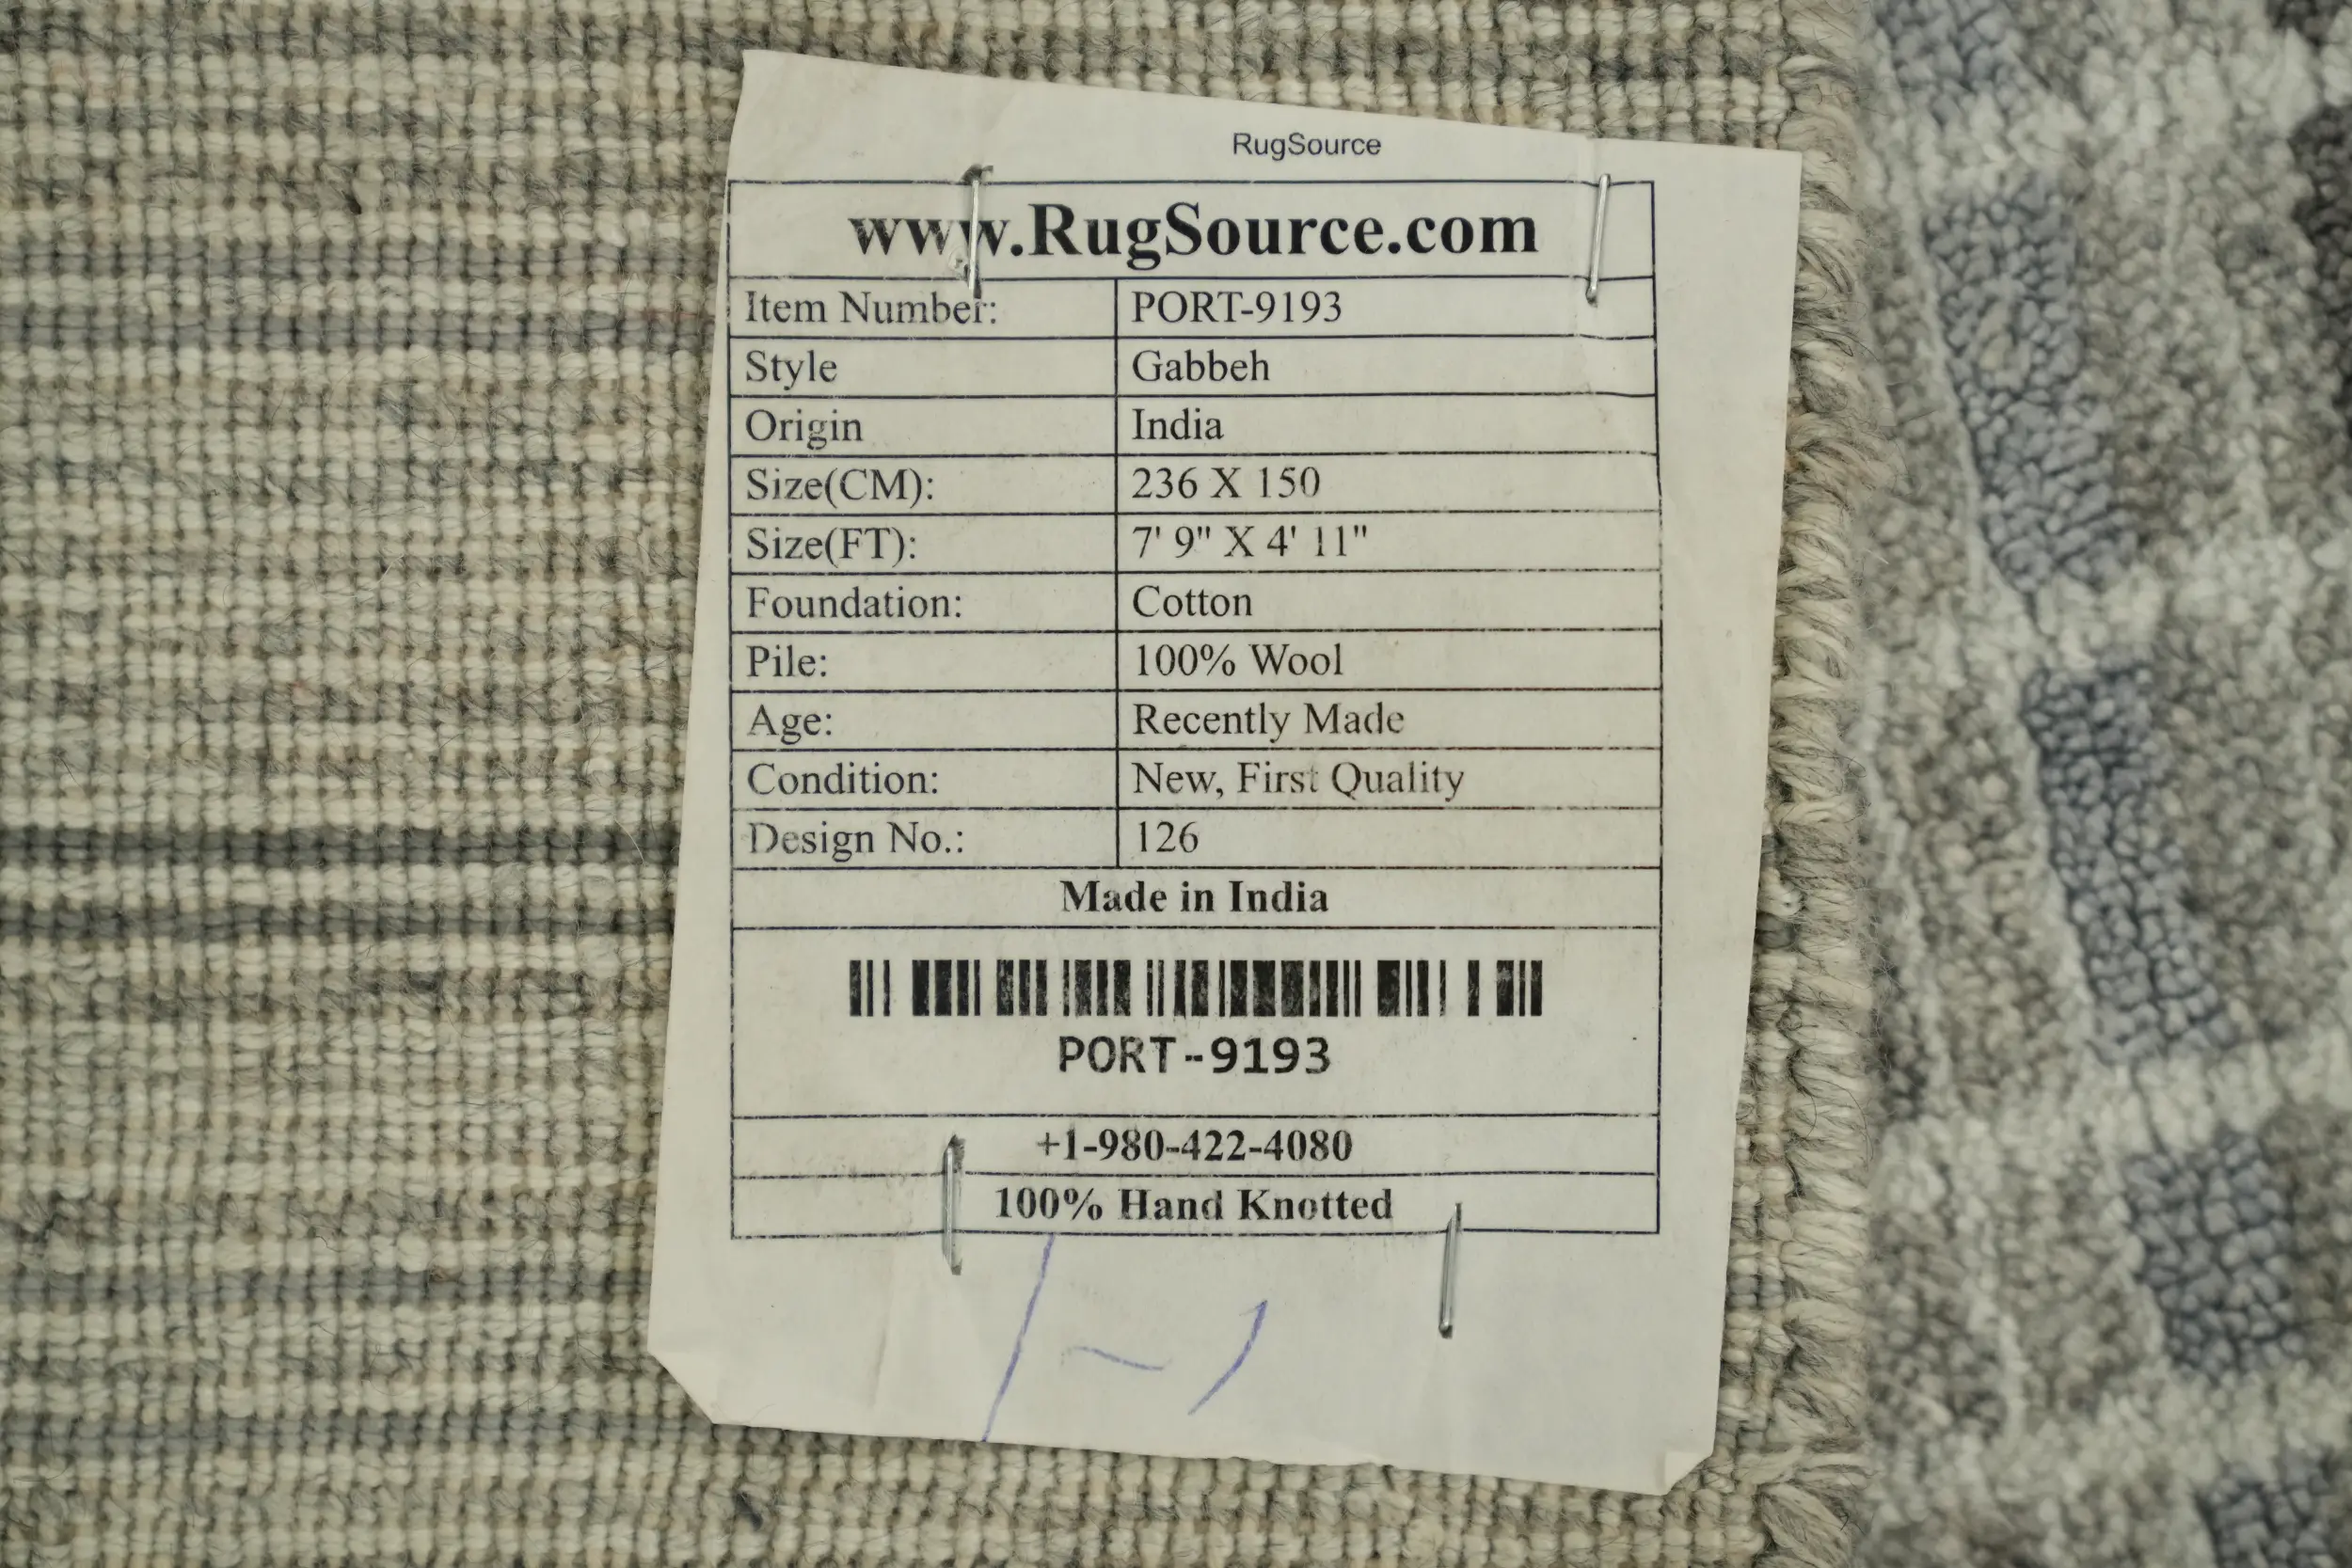 RugSource
www.RugSource.com
Item Number: PORT-9193
Style Gabbeh
Origin India
Size(CM): 236 X 150
Size(FT): 7' 9" X 4' 11"
Foundation: Cotton
Pile: 100% Wool
Age: Recently Made
Condition: New, First Quality
Design No.: 126
Made in India
PORT-9193
+1-980-422-4080
100% Hand Knotted